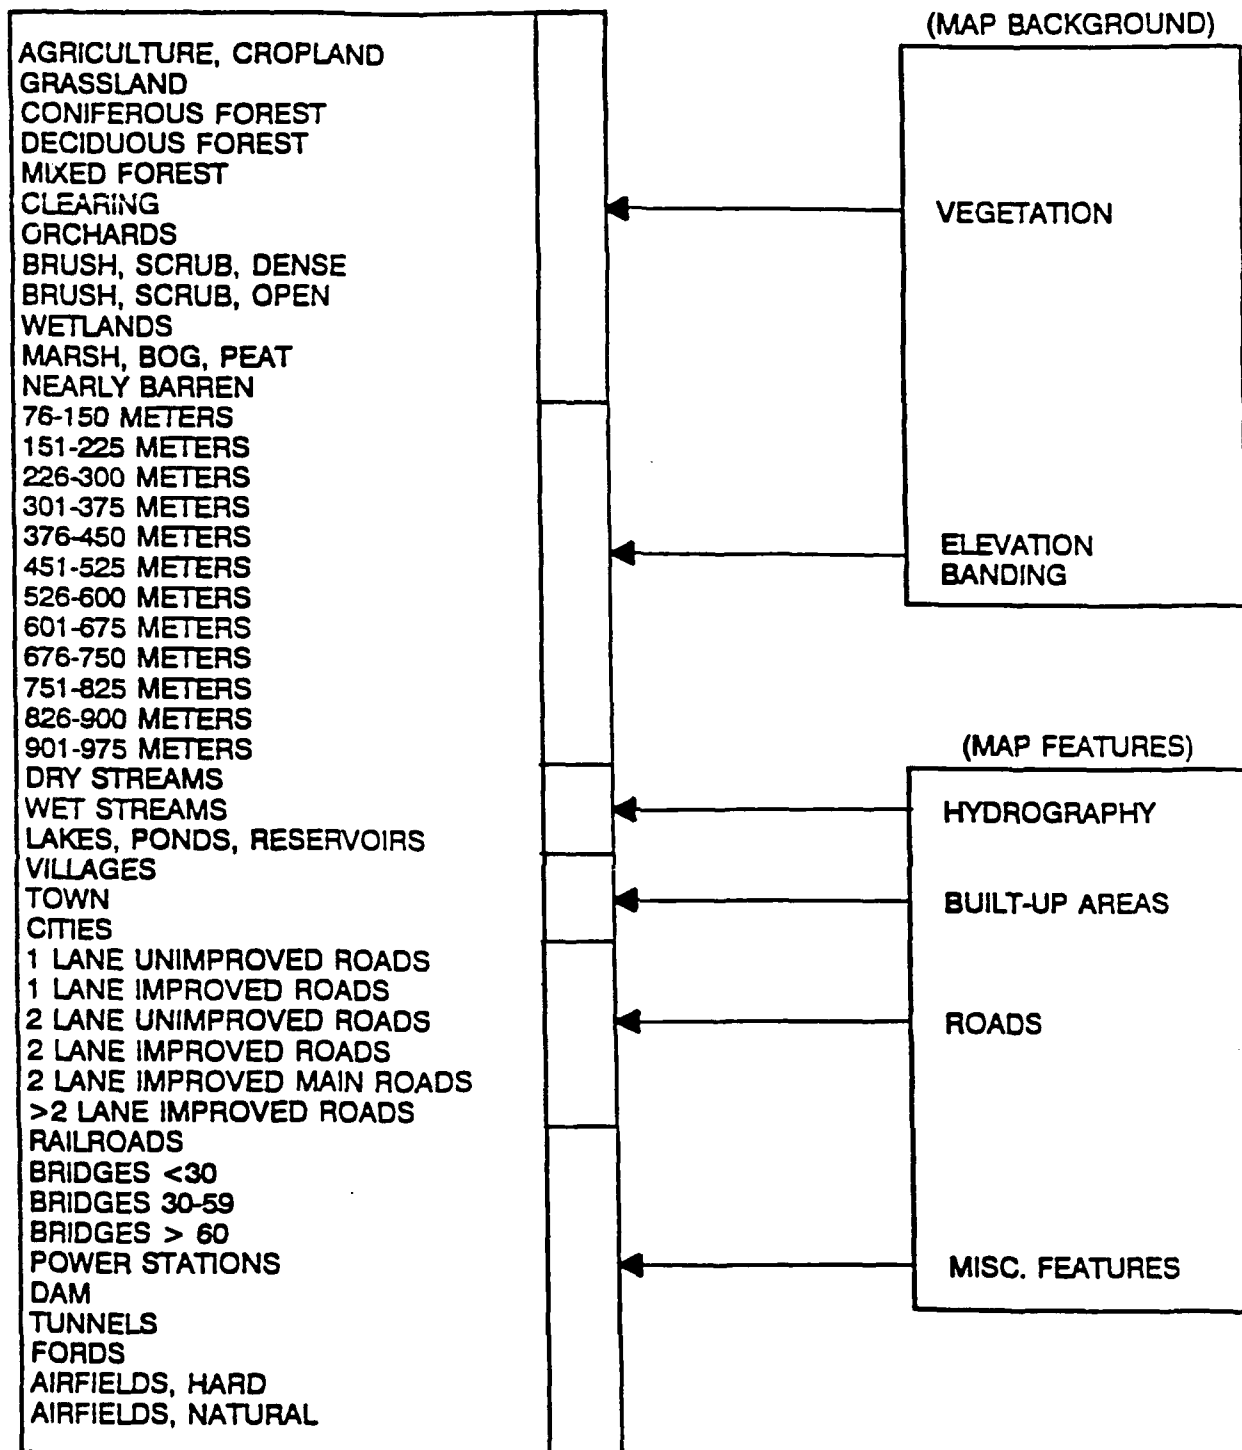 AGRICULTURE, CROPLAND
GRASSLAND
CONIFEROUS FOREST
DECIDUOUS FOREST
MIXED FOREST
CLEARING
ORCHARDS
BRUSH, SCRUB, DENSE
BRUSH, SCRUB, OPEN
WETLANDS
MARSH, BOG, PEAT
NEARLY BARREN
76-150 METERS
151-225 METERS
226-300 METERS
301-375 METERS
376-450 METERS
451-525 METERS
526-600 METERS
601-675 METERS
676-750 METERS
751-825 METERS
826-900 METERS
901-975 METERS
DRY STREAMS
WET STREAMS
LAKES, PONDS, RESERVOIRS
VILLAGES
TOWN
CITIES
1 LANE UNIMPROVED ROADS
1 LANE IMPROVED ROADS
2 LANE UNIMPROVED ROADS
2 LANE IMPROVED ROADS
2 LANE IMPROVED MAIN ROADS
>2 LANE IMPROVED ROADS
RAILROADS
BRIDGES <30
BRIDGES 30-59
BRIDGES > 60
POWER STATIONS
DAM
TUNNELS
FORDS
AIRFIELDS, HARD
AIRFIELDS, NATURAL
(MAP BACKGROUND)
VEGETATION
ELEVATION
BANDING
(MAP FEATURES)
HYDROGRAPHY
BUILT-UP AREAS
ROADS
MISC. FEATURES